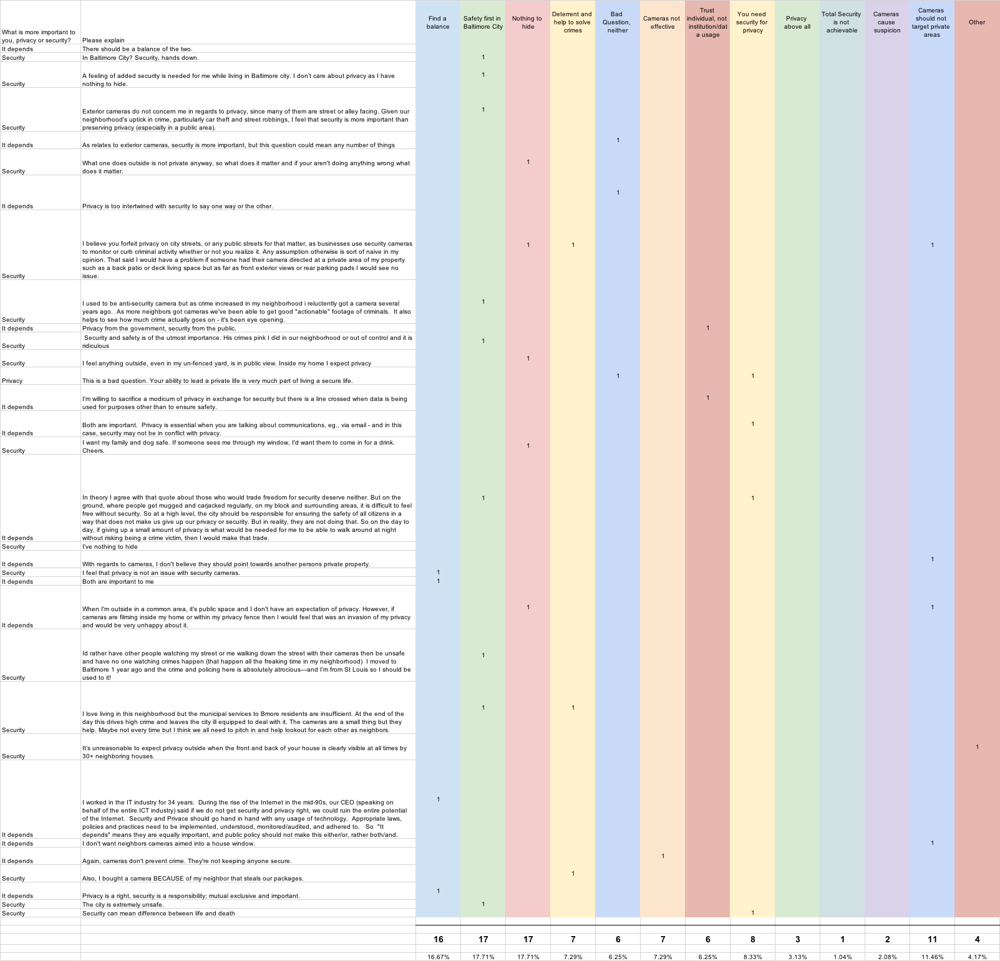 What is more important to
you, privacy or security?
Please explain
Find a
balance
Safety first in
Baltimore City
Nothing to
hide
Deterrent and
help to solve
crimes
Bad
Question,
neither
Cameras not
effective
Trust
individual, not
institution/dat
a usage
You need
security for
privacy
Privacy
above all
Total Security
is not
achievable
Cameras
cause
suspicion
Cameras
should not
target private
areas
Other
It depends
There should be a balance of the two.
Security
In Baltimore City? Security, hands down.
1
Security
A feeling of added security is needed for me while living in Baltimore city. I don't care about privacy as I have
nothing to hide.
1
Security
Exterior cameras do not concern me in regards to privacy, since many of them are street or alley facing. Given our
neighborhood's uptick in crime, particularly car theft and street robbings, I feel that security is more important than
preserving privacy (especially in a public area).
1
It depends
As relates to exterior cameras, security is more important, but this question could mean any number of things
1
Security
What one does outside is not private anyway, so what does it matter and if your aren't doing anything wrong what
does it matter.
1
It depends
Privacy is too intertwined with security to say one way or the other.
1
Security
I believe you forfeit privacy on city streets, or any public streets for that matter, as businesses use security cameras
to monitor or curb criminal activity whether or not you realize it. Any assumption otherwise is sort of naive in my
opinion. That said I would have a problem if someone had their camera directed at a private area of my property
such as a back patio or deck living space but as far as front exterior views or rear parking pads I would see no
issue.
1 1 1
Security
I used to be anti-security camera but as crime increased in my neighborhood i reluctently got a camera several
years ago.  As more neighbors got cameras we've been able to get good "actionable" footage of criminals.  It also
helps to see how much crime actually goes on - it's been eye opening.
1
It depends
Privacy from the government, security from the public.
1
Security
Security and safety is of the utmost importance. His crimes pink I did in our neighborhood or out of control and it is
ridiculous
1
Security
I feel anything outside, even in my un-fenced yard, is in public view. Inside my home I expect privacy
1
Privacy
This is a bad question. Your ability to lead a private life is very much part of living a secure life.
1 1
It depends
I'm willing to sacrifice a modicum of privacy in exchange for security but there is a line crossed when data is being
used for purposes other than to ensure safety.
1
It depends
Both are important.  Privacy is essential when you are talking about communications, eg., via email - and in this
case, security may not be in conflict with privacy.
1
Security
I want my family and dog safe. If someone sees me through my window, I'd want them to come in for a drink.
Cheers.
1
It depends
In theory I agree with that quote about those who would trade freedom for security deserve neither. But on the
ground, where people get mugged and carjacked regularly, on my block and surrounding areas, it is difficult to feel
free without security. So at a high level, the city should be responsible for ensuring the safety of all citizens in a
way that does not make us give up our privacy or security. But in reality, they are not doing that. So on the day to
day, if giving up a small amount of privacy is what would be needed for me to be able to walk around at night
without risking being a crime victim, then I would make that trade.
1 1
Security
I've nothing to hide
It depends
With regards to cameras, I don't believe they should point towards another persons private property.
1
Security
I feel that privacy is not an issue with security cameras.
1
It depends
Both are important to me
1
It depends
When I'm outside in a common area, it's public space and I don't have an expectation of privacy. However, if
cameras are filming inside my home or within my privacy fence then I would feel that was an invasion of my privacy
and would be very unhappy about it.
1 1
Security
Id rather have other people watching my street or me walking down the street with their cameras then be unsafe
and have no one watching crimes happen (that happen all the freaking time in my neighborhood)  I moved to
Baltimore 1 year ago and the crime and policing here is absolutely atrocious—and I'm from St Louis so I should be
used to it!
1
Security
I love living in this neighborhood but the municipal services to Bmore residents are insufficient. At the end of the
day this drives high crime and leaves the city ill equipped to deal with it. The cameras are a small thing but they
help. Maybe not every time but I think we all need to pitch in and help lookout for each other as neighbors.
1 1
Security
It's unreasonable to expect privacy outside when the front and back of your house is clearly visible at all times by
30+ neighboring houses.
1
It depends
I worked in the IT industry for 34 years.  During the rise of the Internet in the mid-90s, our CEO (speaking on
behalf of the entire ICT industry) said if we do not get security and privacy right, we could ruin the entire potential
of the Internet.  Security and Privace should go hand in hand with any usage of technology.  Appropriate laws,
policies and practices need to be implemented, understood, monitored/audited, and adhered to.   So  "It
depends" means they are equally important, and public policy should not make this either/or, rather both/and.
1
It depends
I don't want neighbors cameras aimed into a house window.
1
It depends
Again, cameras don't prevent crime. They're not keeping anyone secure.
1
Security
Also, I bought a camera BECAUSE of my neighbor that steals our packages.
1
It depends
Privacy is a right, security is a responsibility; mutual exclusive and important.
1
Security
The city is extremely unsafe.
1
Security
Security can mean difference between life and death
1
16 17 17 7 6 7 6 8 3 1 2 11 4
16.67% 17.71% 17.71% 7.29% 6.25% 7.29% 6.25% 8.33% 3.13% 1.04% 2.08% 11.46% 4.17%